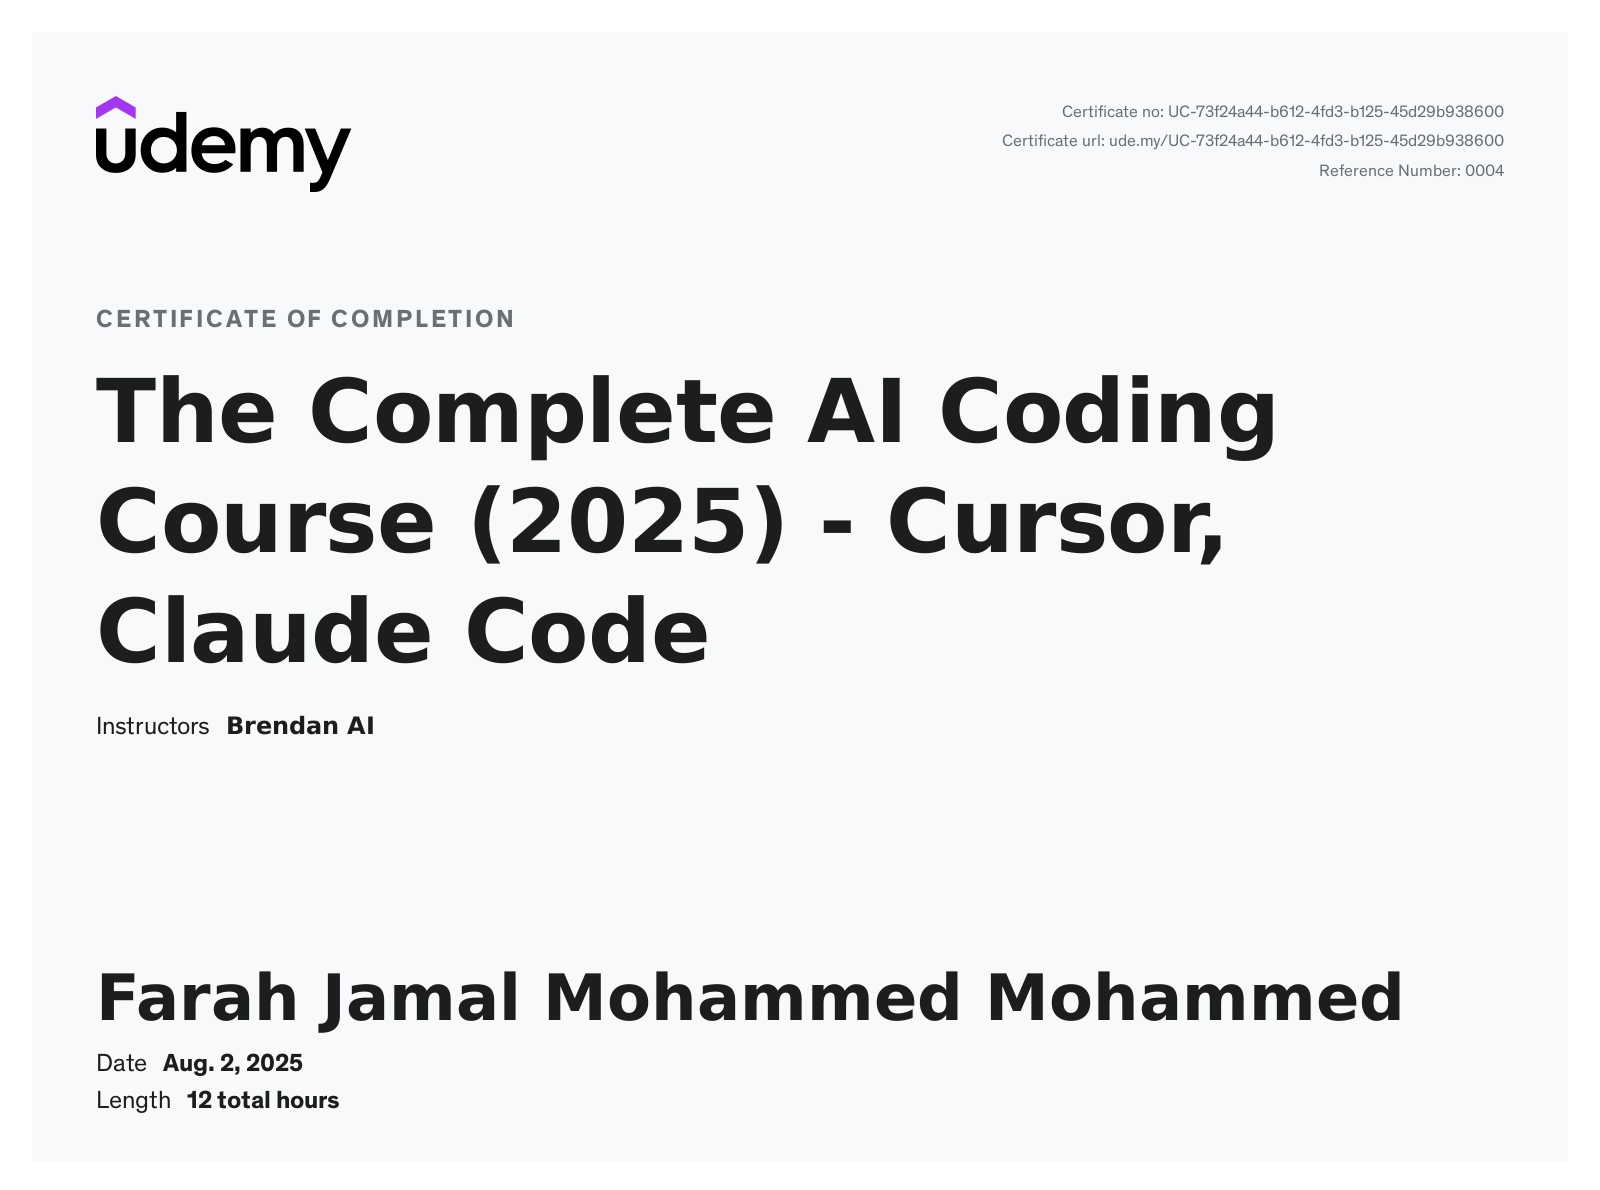 udemy
Certificate no: UC-73f24a44-b612-4fd3-b125-45d29b938600
Certificate url: ude.my/UC-73f24a44-b612-4fd3-b125-45d29b938600
Reference Number: 0004
CERTIFICATE OF COMPLETION
The Complete AI Coding
Course (2025) - Cursor,
Claude Code
Instructors Brendan AI
Farah Jamal Mohammed Mohammed
Date Aug. 2, 2025
Length 12 total hours